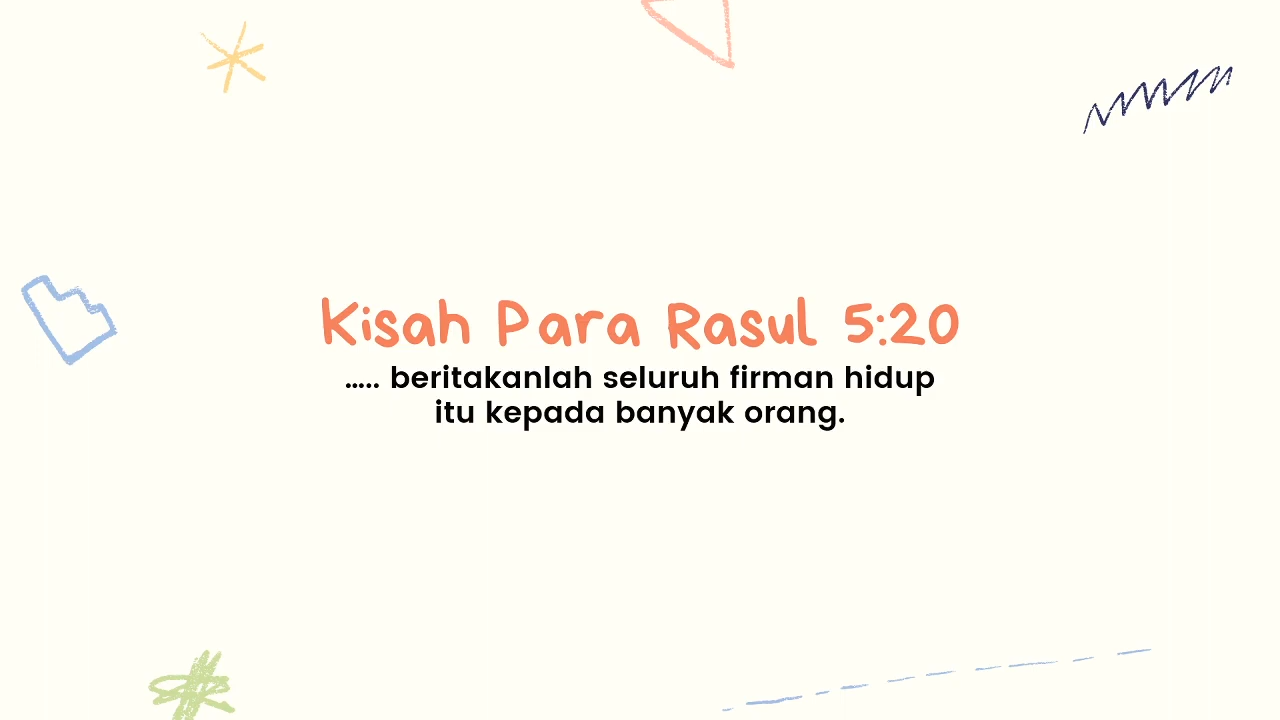 Kisah Para Rasul 5:20
..... beritakanlah seluruh firman hidup
itu kepada banyak orang.